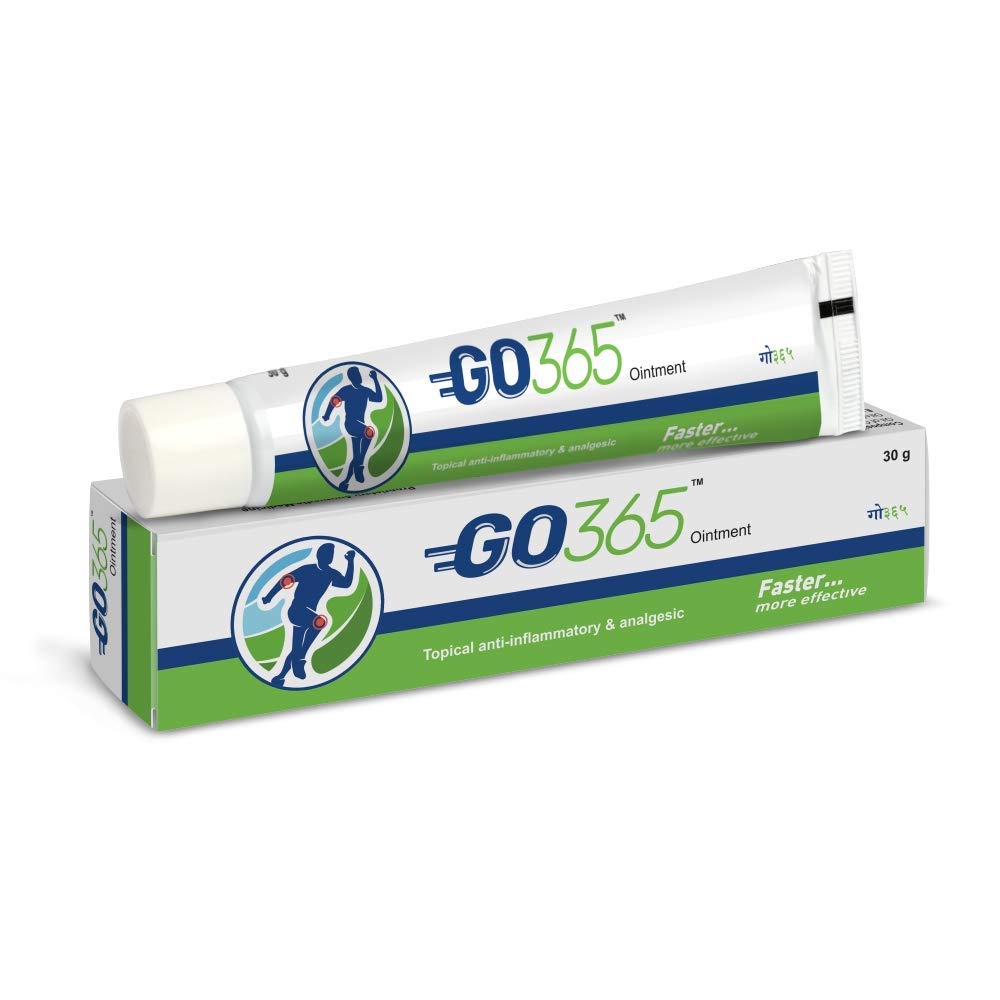 30 g
GO365™
Ointment
गो३६५
Topical anti-inflammatory & analgesic
Faster...
more effective
30 g
GO365™
Ointment
गो३६५
Topical anti-inflammatory & analgesic
Faster...
more effective
GO365™
Ointment